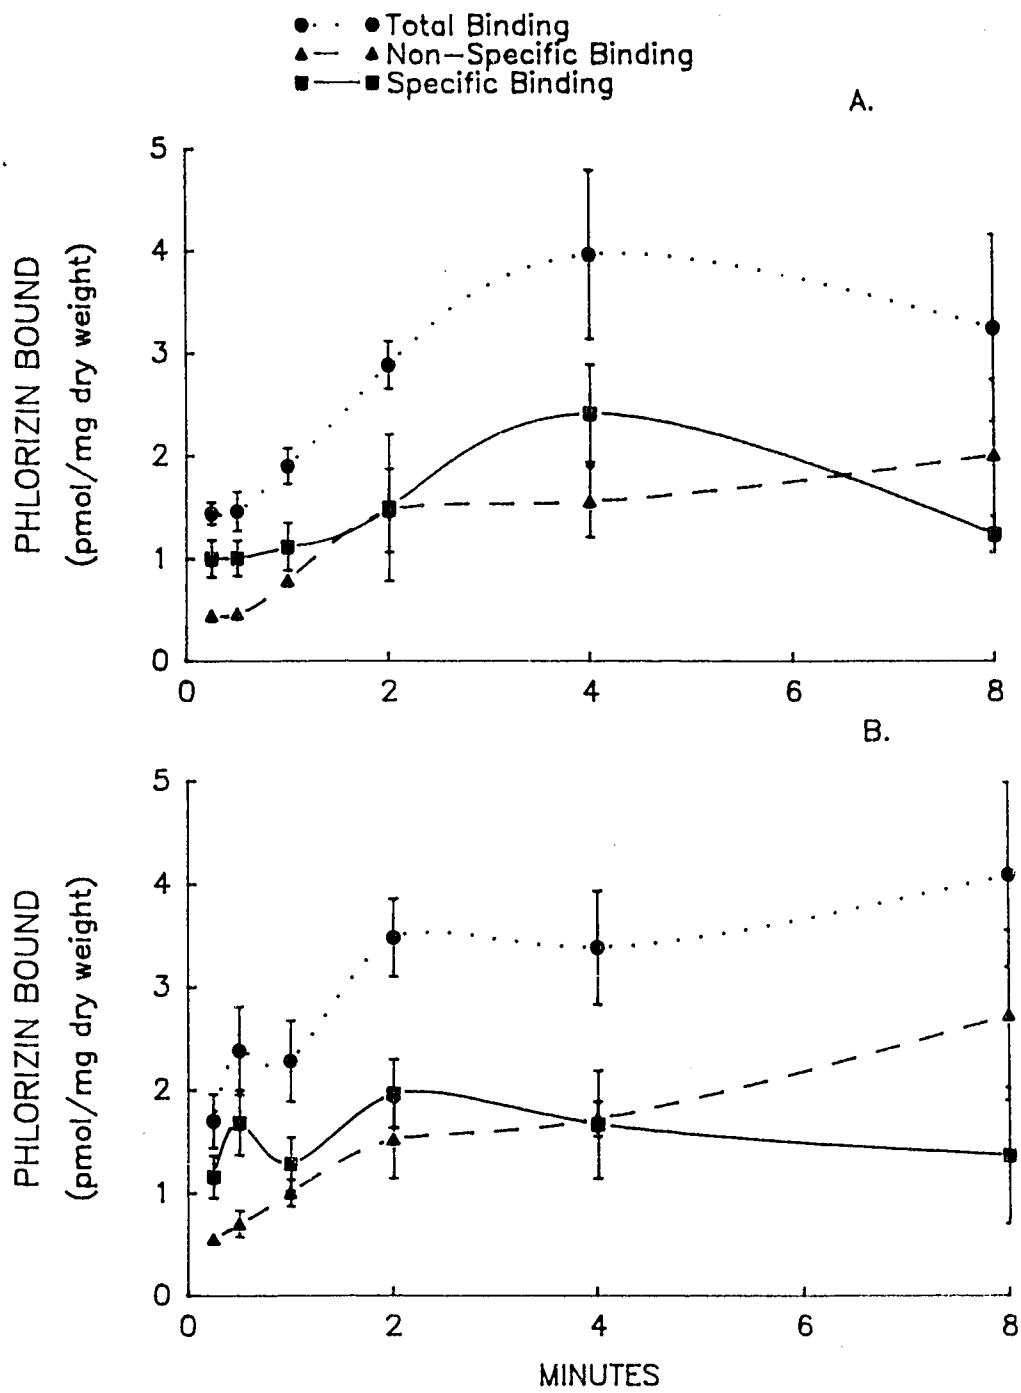 Total Binding
Non-Specific Binding
Specific Binding
A.
5
4
3
2
1
0
0 2 4 6 8
PHLORIZIN BOUND
(pmol/mg dry weight)
B.
5
4
3
2
1
0
0 2 4 6 8
PHLORIZIN BOUND
(pmol/mg dry weight)
MINUTES